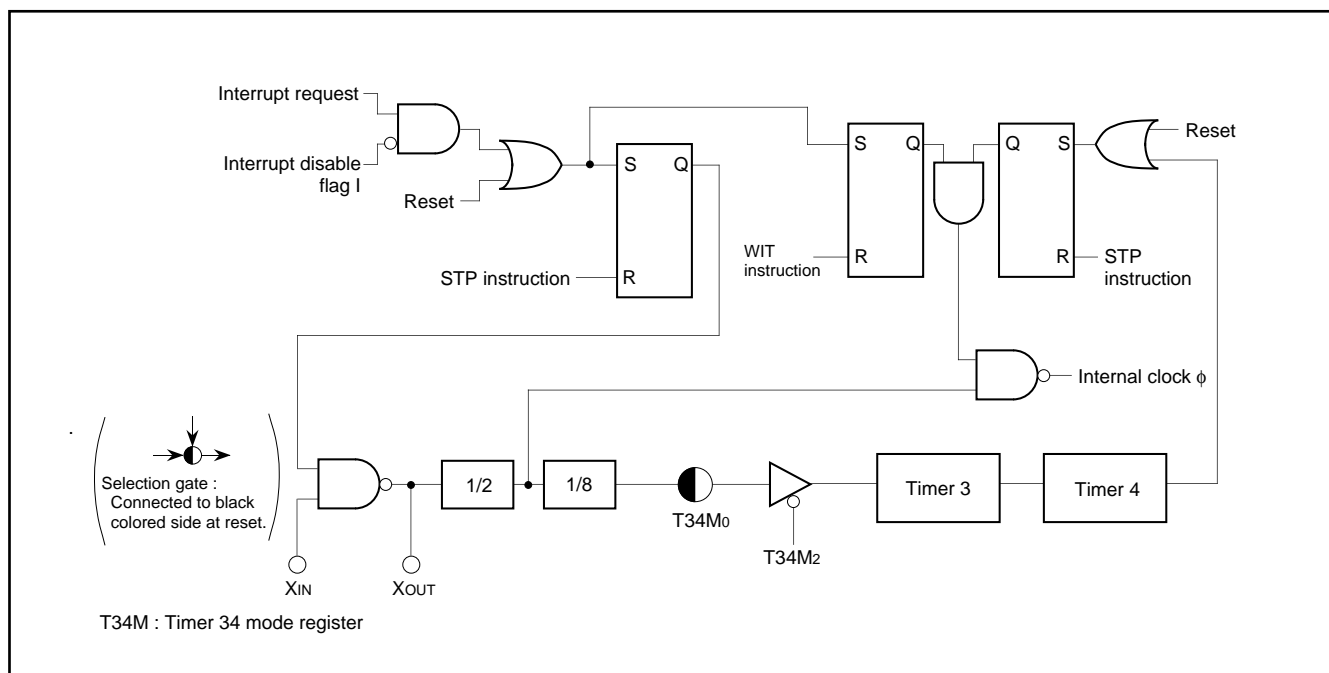 Interrupt request
Interrupt disable
flag I
Reset
S
Q
STP instruction
R
S
Q
WIT
instruction
R
Q
S
Reset
R
STP
instruction
Internal clock ϕ
Selection gate :
Connected to black
colored side at reset.
1/2
1/8
T34M0
T34M2
Timer 3
Timer 4
XIN
XOUT
T34M : Timer 34 mode register